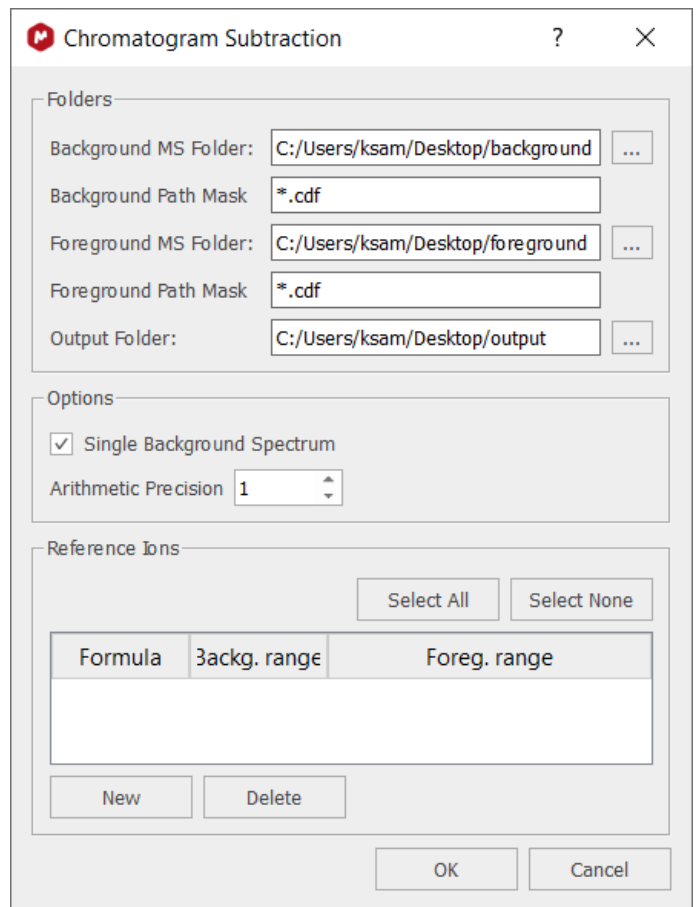 Chromatogram Subtraction ?
Folders
Background MS Folder: C:/Users/ksam/Desktop/background ...
Background Path Mask *.cdf
Foreground MS Folder: C:/Users/ksam/Desktop/foreground ...
Foreground Path Mask *.cdf
Output Folder: C:/Users/ksam/Desktop/output ...
Options
Single Background Spectrum
Arithmetic Precision 1
Reference Ions
Select All Select None
Formula Backg. range Foreg. range
New Delete
OK Cancel